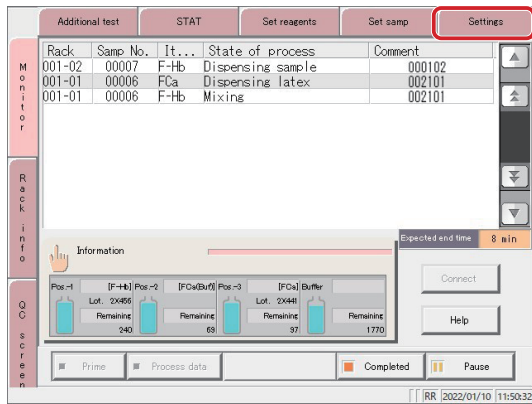 Additional test STAT Set reagents Set samp Settings
Rack Samp No. It... State of process Comment
001-02 00007 F-Hb Dispensing sample 000102
001-01 00006 FCa Dispensing latex 002101
001-01 00006 F-Hb Mixing 002101
Monitor
Rack info
QC screen
Expected end time 8 min
Information
Pos.-1 [F-Hb] Pos.-2 [FCa(Buf)] Pos.-3 [FCa] Buffer
Lot. 2X456 Lot. 2X441
Remaining Remaining Remaining Remaining
240 69 97 1770
Connect
Help
Prime Process data Completed Pause
RR 2022/01/10 11:50:32